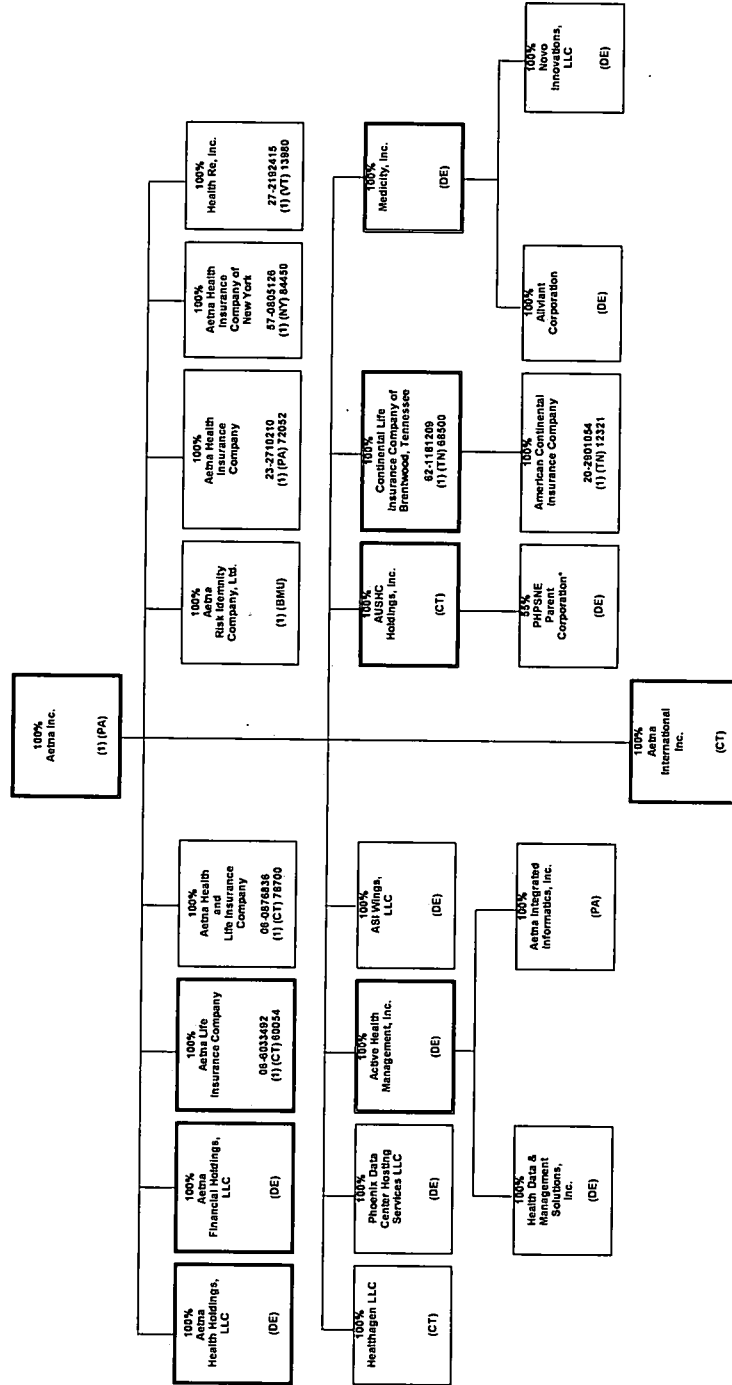 100%
Aetna Inc.
(1) (PA)
100%
Aetna
Health Holdings,
LLC
(DE)
100%
Aetna
Financial Holdings,
LLC
(DE)
100%
Aetna Life
Insurance Company
06-6033492
(1) (CT) 60054
100%
Aetna Health
and
Life Insurance
Company
06-0876836
(1) (CT) 78700
100%
Aetna
Risk Idemnity
Company, Ltd.
(1) (BMU)
100%
Aetna Health
Insurance
Company
23-2710210
(1) (PA) 72052
100%
Aetna Health
Insurance
Company of
New York
57-0805126
(1) (NY) 84450
100%
Health Re, Inc.
27-2192415
(1) (VT) 13980
100%
Healthagen LLC
(CT)
100%
Phoenix Data
Center Hosting
Services LLC
(DE)
100%
Active Health
Management, Inc.
(DE)
100%
ASI Wings,
LLC
(DE)
100%
AUSHC
Holdings, Inc.
(CT)
100%
Continental Life
Insurance Company of
Brentwood, Tennessee
62-1181209
(1) (TN) 68500
100%
Medicity, Inc.
(DE)
100%
Health Data &
Management
Solutions,
Inc.
(DE)
100%
Aetna Integrated
Informatics, Inc.
(PA)
55%
PHPSNE
Parent
Corporation*
(DE)
100%
American Continental
Insurance Company
20-2901054
(1) (TN) 12321
100%
Allviant
Corporation
(DE)
100%
Novo
Innovations,
LLC
(DE)
100%
Aetna
International
Inc.
(CT)